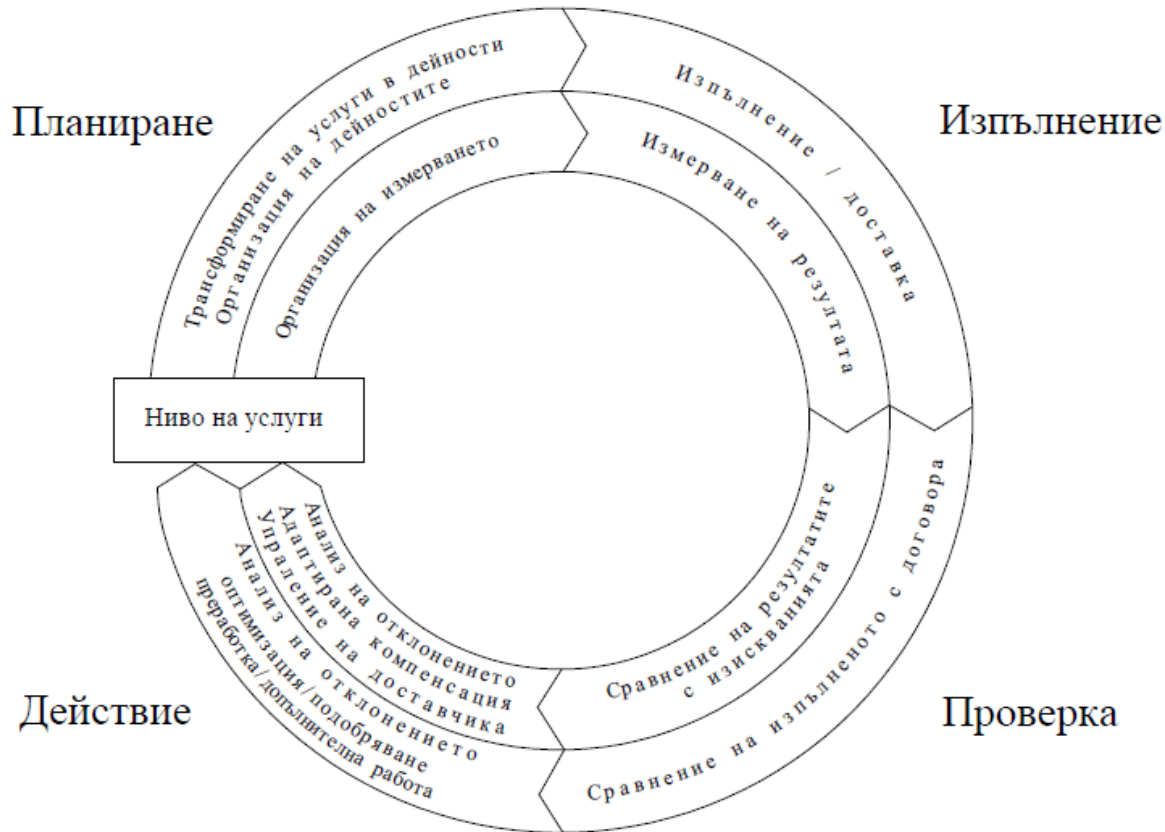 Планиране
Изпълнение
Трансформиране на услуги в дейности
Организация на дейностите
Организация на измерването
Изпълнение / доставка
Измерване на резултата
Ниво на услуги
Сравнение на резултатите
с изискванията
Сравнение на изпълненото с договора
Анализ на отклонението
Адаптирана компенсация
Упраление на доставчика
Анализ на отклонението
оптимизация/подобряване
преработка/допълнителна работа
Действие
Проверка